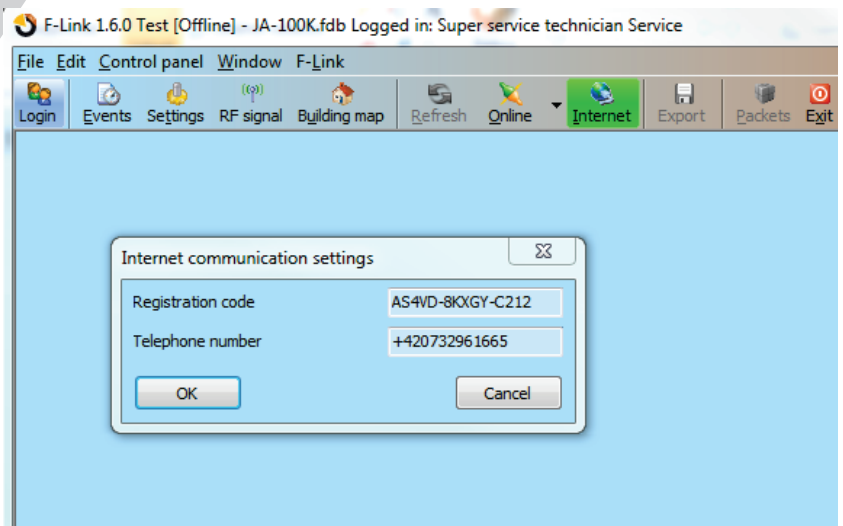 F-Link 1.6.0 Test [Offline] - JA-100K.fdb Logged in: Super service technician Service
File Edit Control panel Window F-Link
Login Events Settings RF signal Building map Refresh Online Internet Export Packets Exit
Internet communication settings
Registration code AS4VD-8KXGY-C212
Telephone number +420732961665
OK Cancel